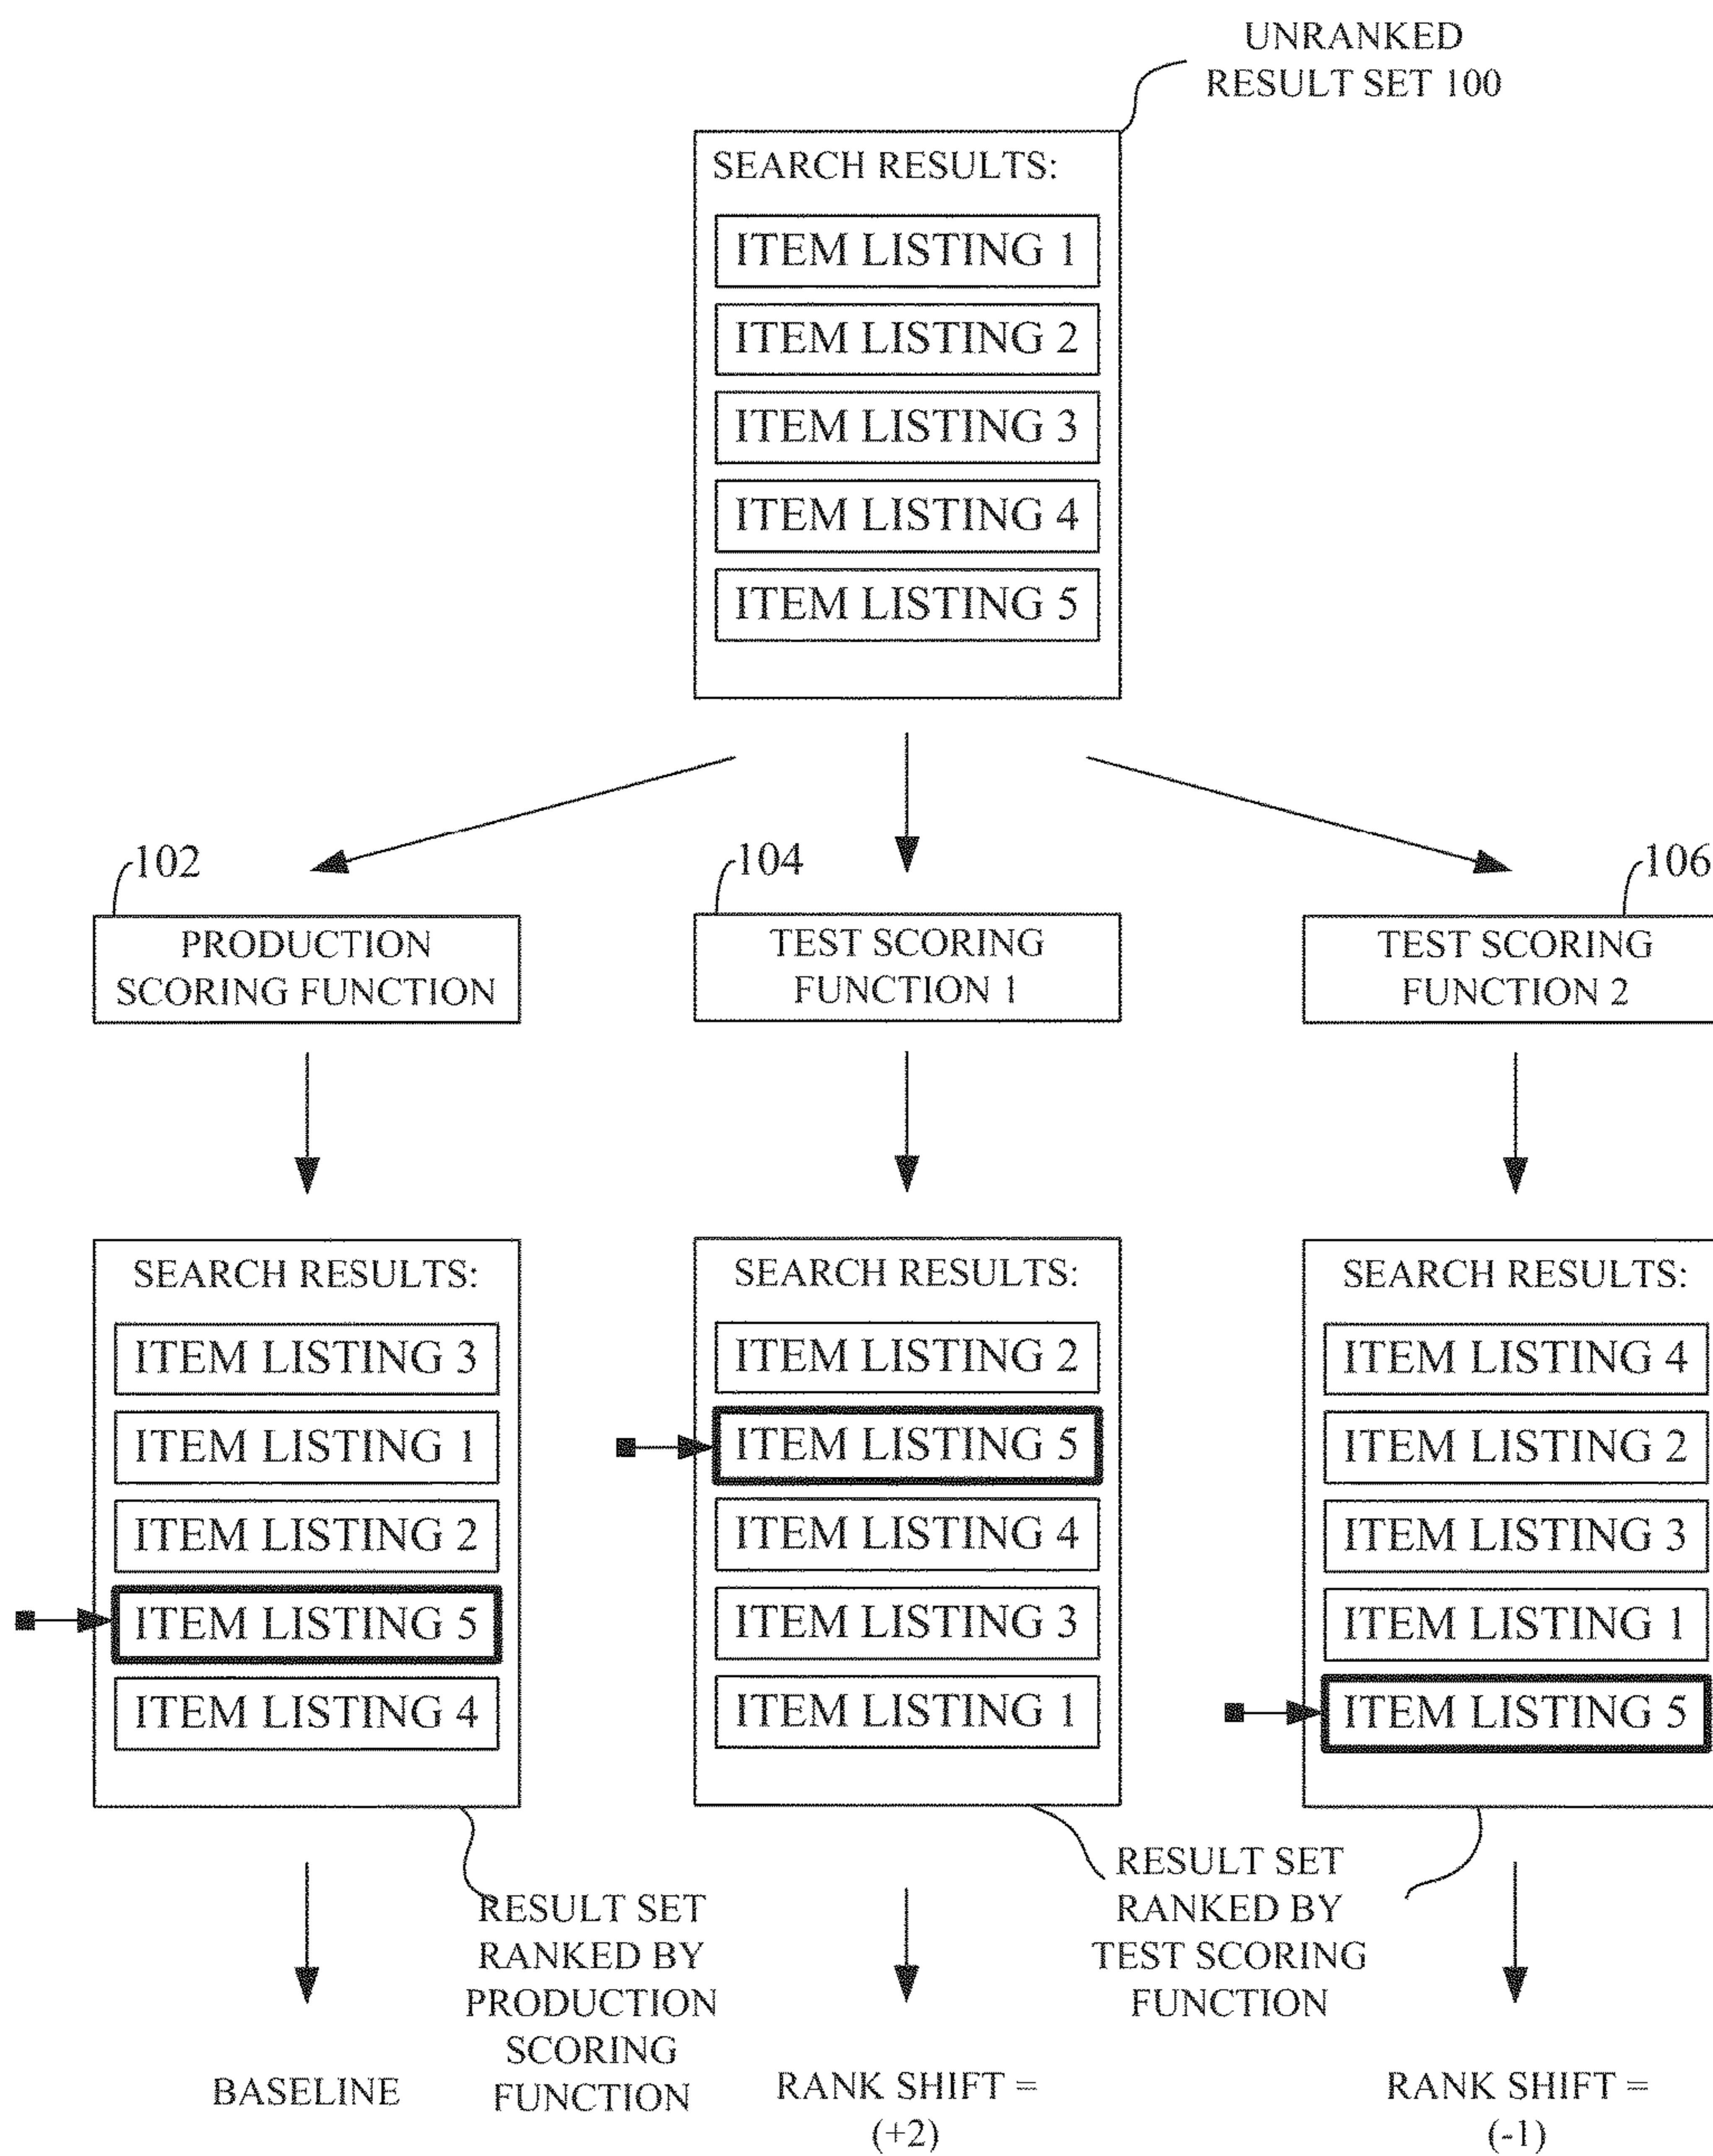 UNRANKED
RESULT SET 100
SEARCH RESULTS:
ITEM LISTING 1
ITEM LISTING 2
ITEM LISTING 3
ITEM LISTING 4
ITEM LISTING 5
102
PRODUCTION
SCORING FUNCTION
104
TEST SCORING
FUNCTION 1
106
TEST SCORING
FUNCTION 2
SEARCH RESULTS:
ITEM LISTING 3
ITEM LISTING 1
ITEM LISTING 2
ITEM LISTING 5
ITEM LISTING 4
SEARCH RESULTS:
ITEM LISTING 2
ITEM LISTING 5
ITEM LISTING 4
ITEM LISTING 3
ITEM LISTING 1
SEARCH RESULTS:
ITEM LISTING 4
ITEM LISTING 2
ITEM LISTING 3
ITEM LISTING 1
ITEM LISTING 5
RESULT SET
RANKED BY
PRODUCTION
SCORING
FUNCTION
RESULT SET
RANKED BY
TEST SCORING
FUNCTION
BASELINE
RANK SHIFT =
(+2)
RANK SHIFT =
(-1)